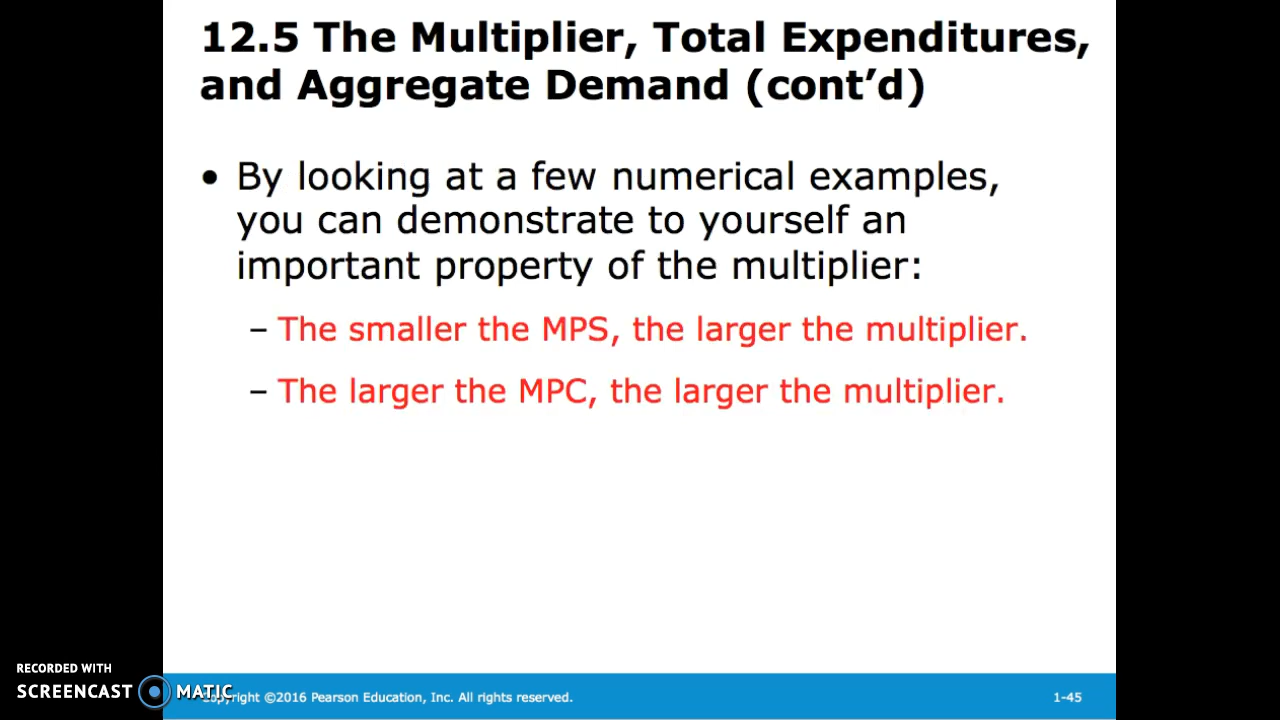 12.5 The Multiplier, Total Expenditures,
and Aggregate Demand (cont’d)
• By looking at a few numerical examples,
you can demonstrate to yourself an
important property of the multiplier:
– The smaller the MPS, the larger the multiplier.
– The larger the MPC, the larger the multiplier.
RECORDED WITH
SCREENCAST MATIC
Copyright ©2016 Pearson Education, Inc. All rights reserved.
1-45